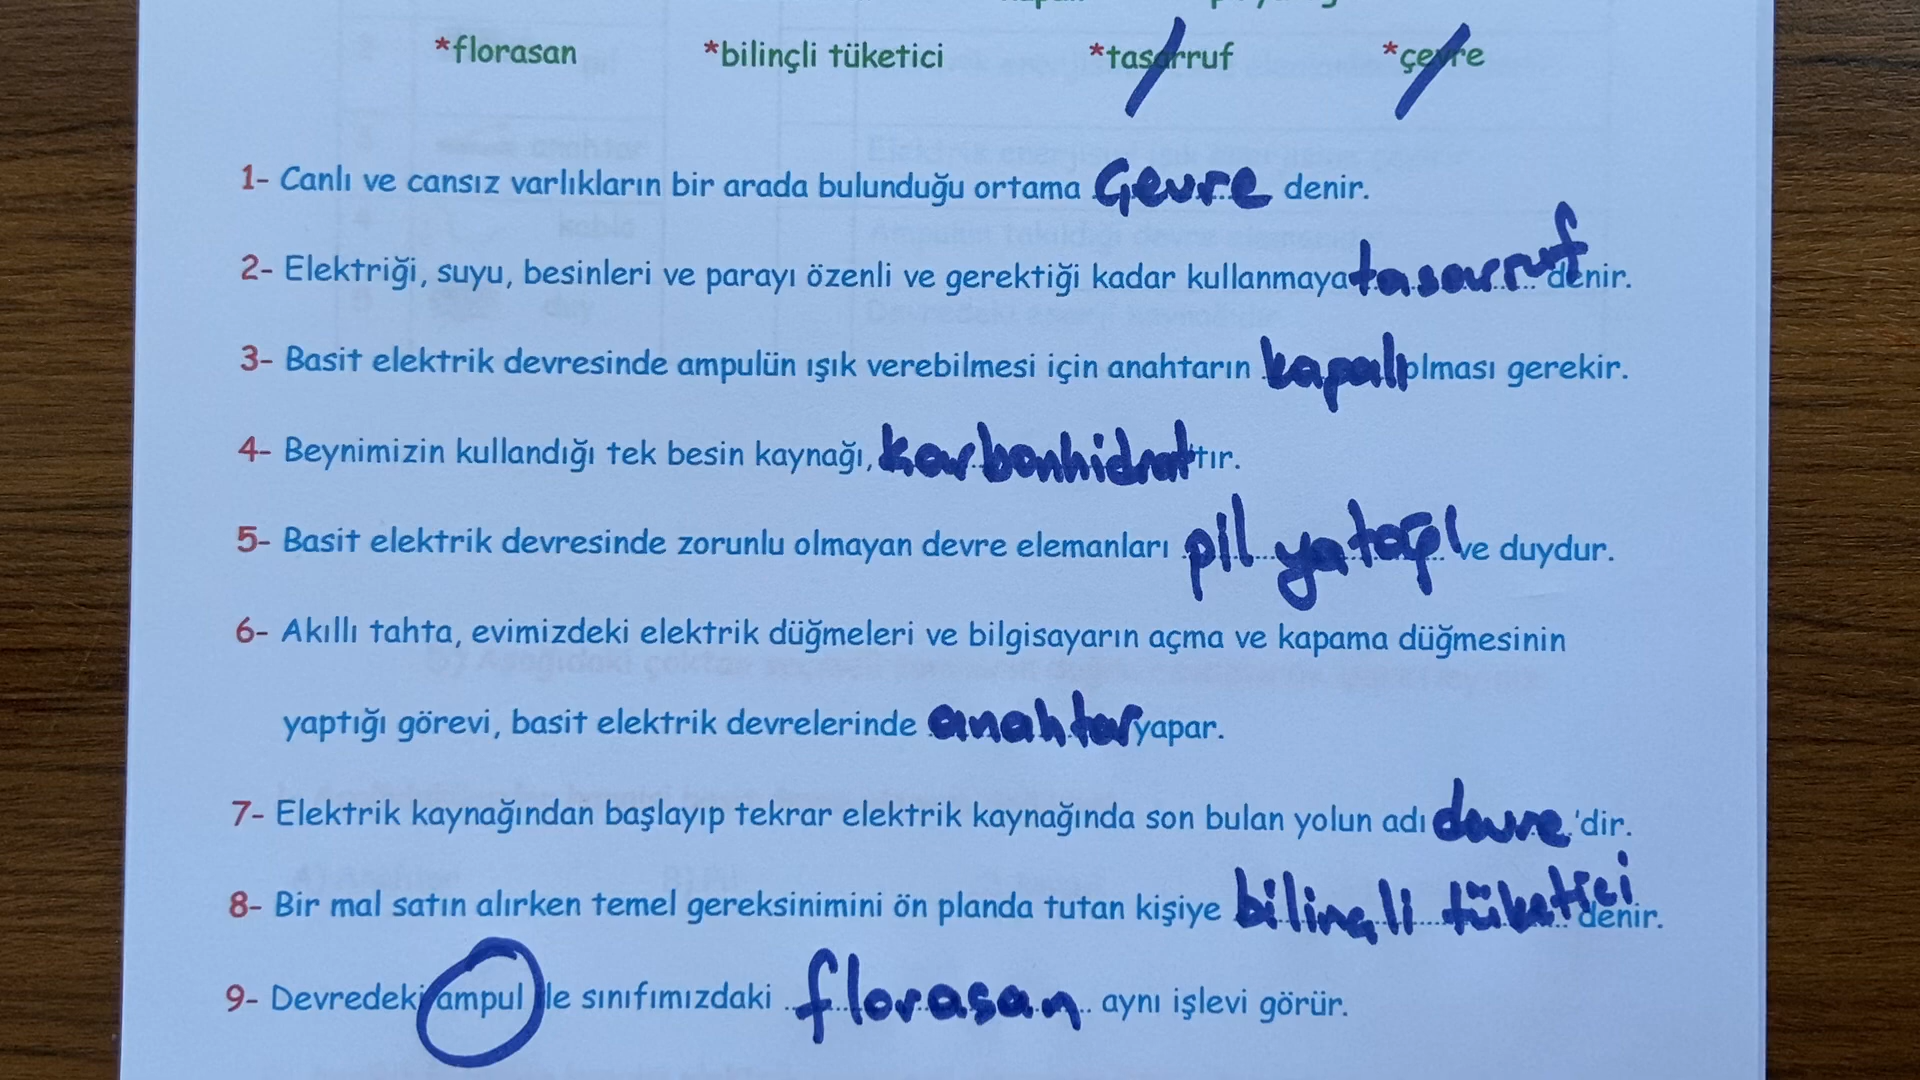 *florasan *bilinçli tüketici *tasarruf *çevre
1- Canlı ve cansız varlıkların bir arada bulunduğu ortama Çevre denir.
2- Elektriği, suyu, besinleri ve parayı özenli ve gerektiği kadar kullanmaya tasarruf denir.
3- Basit elektrik devresinde ampulün ışık verebilmesi için anahtarın kapalı olması gerekir.
4- Beynimizin kullandığı tek besin kaynağı, karbonhidrat'tır.
5- Basit elektrik devresinde zorunlu olmayan devre elemanları pil yatağı ve duydur.
6- Akıllı tahta, evimizdeki elektrik düğmeleri ve bilgisayarın açma ve kapama düğmesinin
yaptığı görevi, basit elektrik devrelerinde anahtar yapar.
7- Elektrik kaynağından başlayıp tekrar elektrik kaynağında son bulan yolun adı devre 'dir.
8- Bir mal satın alırken temel gereksinimini ön planda tutan kişiye bilinçli tüketici denir.
9- Devredeki ampul ile sınıfımızdaki florasan aynı işlevi görür.